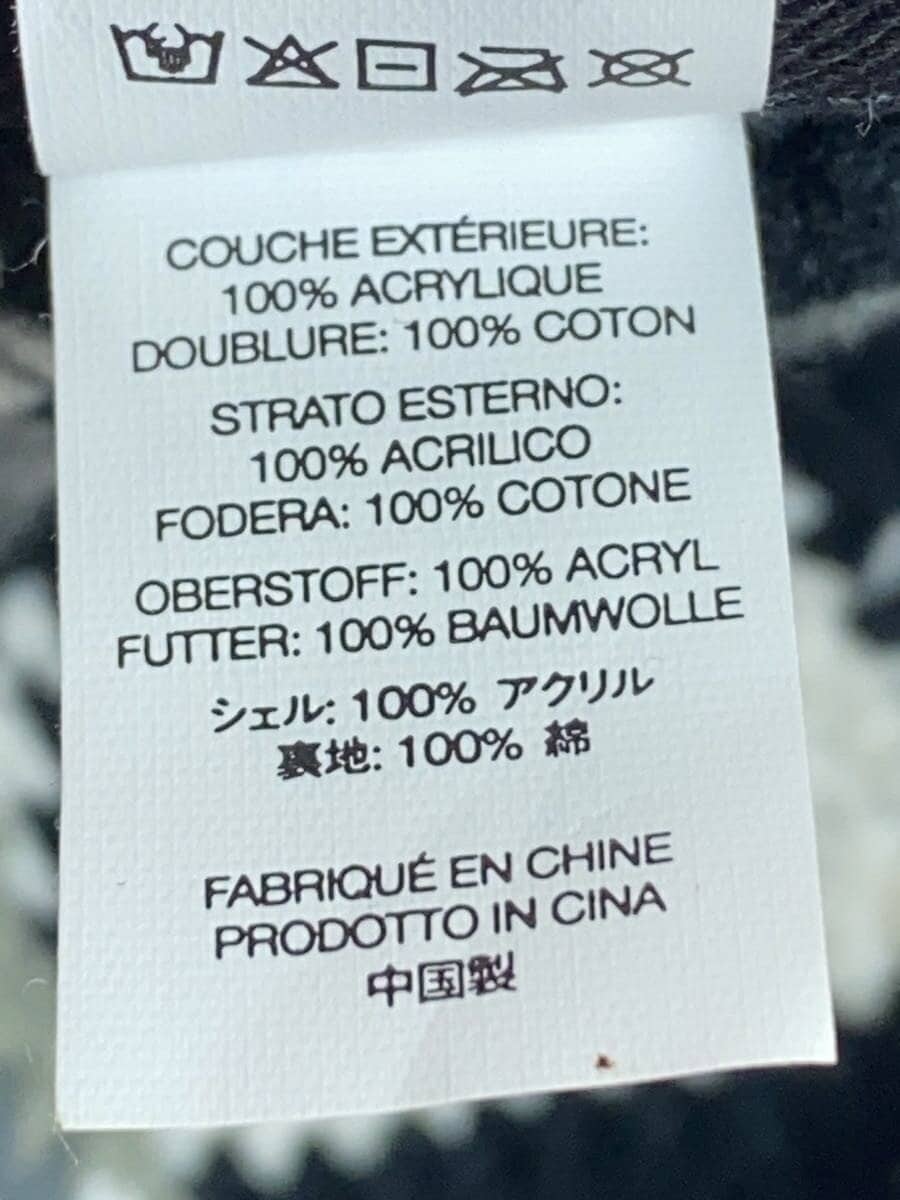 COUCHE EXTÉRIEURE:
100% ACRYLIQUE
DOUBLURE: 100% COTON
STRATO ESTERNO:
100% ACRILICO
FODERA: 100% COTONE
OBERSTOFF: 100% ACRYL
FUTTER: 100% BAUMWOLLE
シェル: 100% アクリル
裏地: 100% 綿
FABRIQUÉ EN CHINE
PRODOTTO IN CINA
中国製